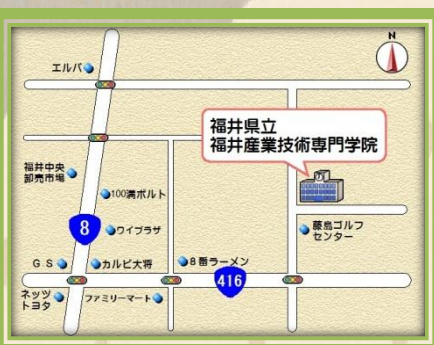 N
エルパ
福井県立
福井産業技術専門学院
福井中央
卸売市場
100満ボルト
8
ワイプラザ
藤島ゴルフ
センター
G S
カルビ大将
8番ラーメン
416
ネッツ
トヨタ
ファミリーマート